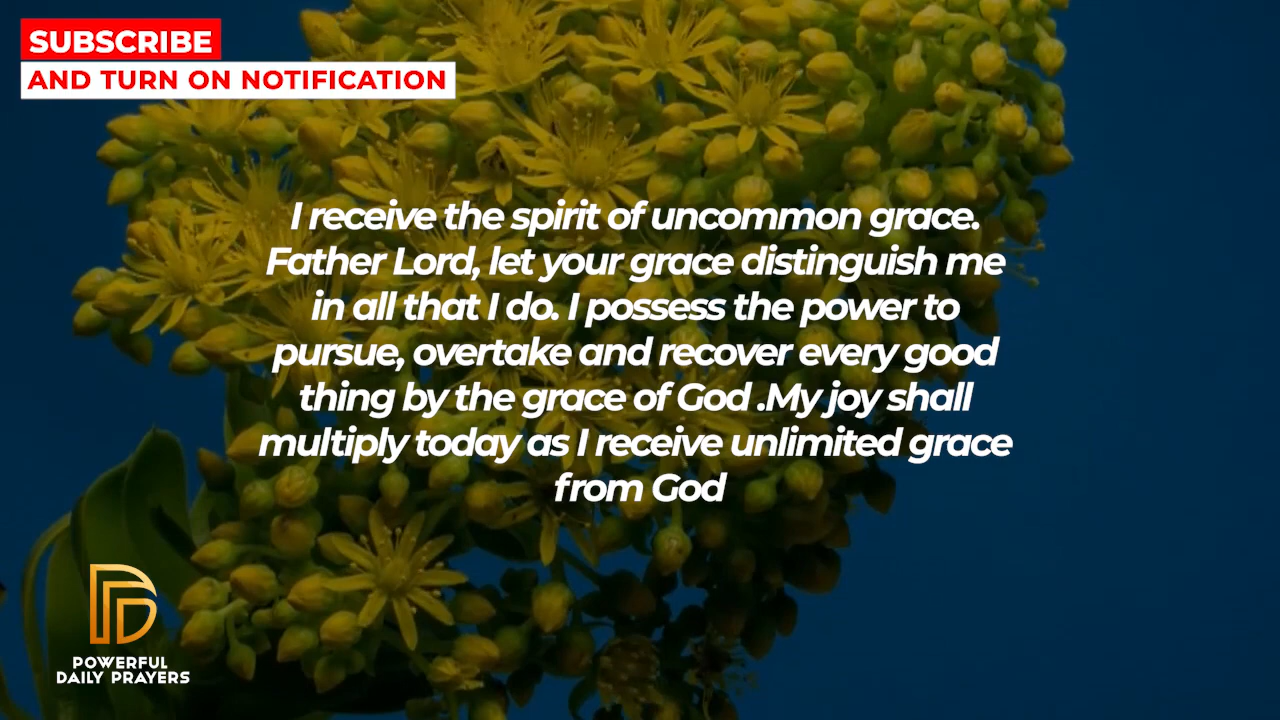 SUBSCRIBE
AND TURN ON NOTIFICATION
I receive the spirit of uncommon grace.
Father Lord, let your grace distinguish me
in all that I do. I possess the power to
pursue, overtake and recover every good
thing by the grace of God .My joy shall
multiply today as I receive unlimited grace
from God
POWERFUL
DAILY PRAYERS